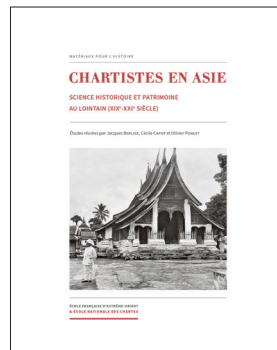 MATÉRIAUX POUR L'HISTOIRE
CHARTISTES EN ASIE
SCIENCE HISTORIQUE ET PATRIMOINE
AU LOINTAIN (XIXᵉ-XXIᵉ SIÈCLE)
Études réunies par Jacques Berlioz, Cécile Capot et Olivier Poncet
ÉCOLE FRANÇAISE D'EXTRÊME-ORIENT
& ÉCOLE NATIONALE DES CHARTES